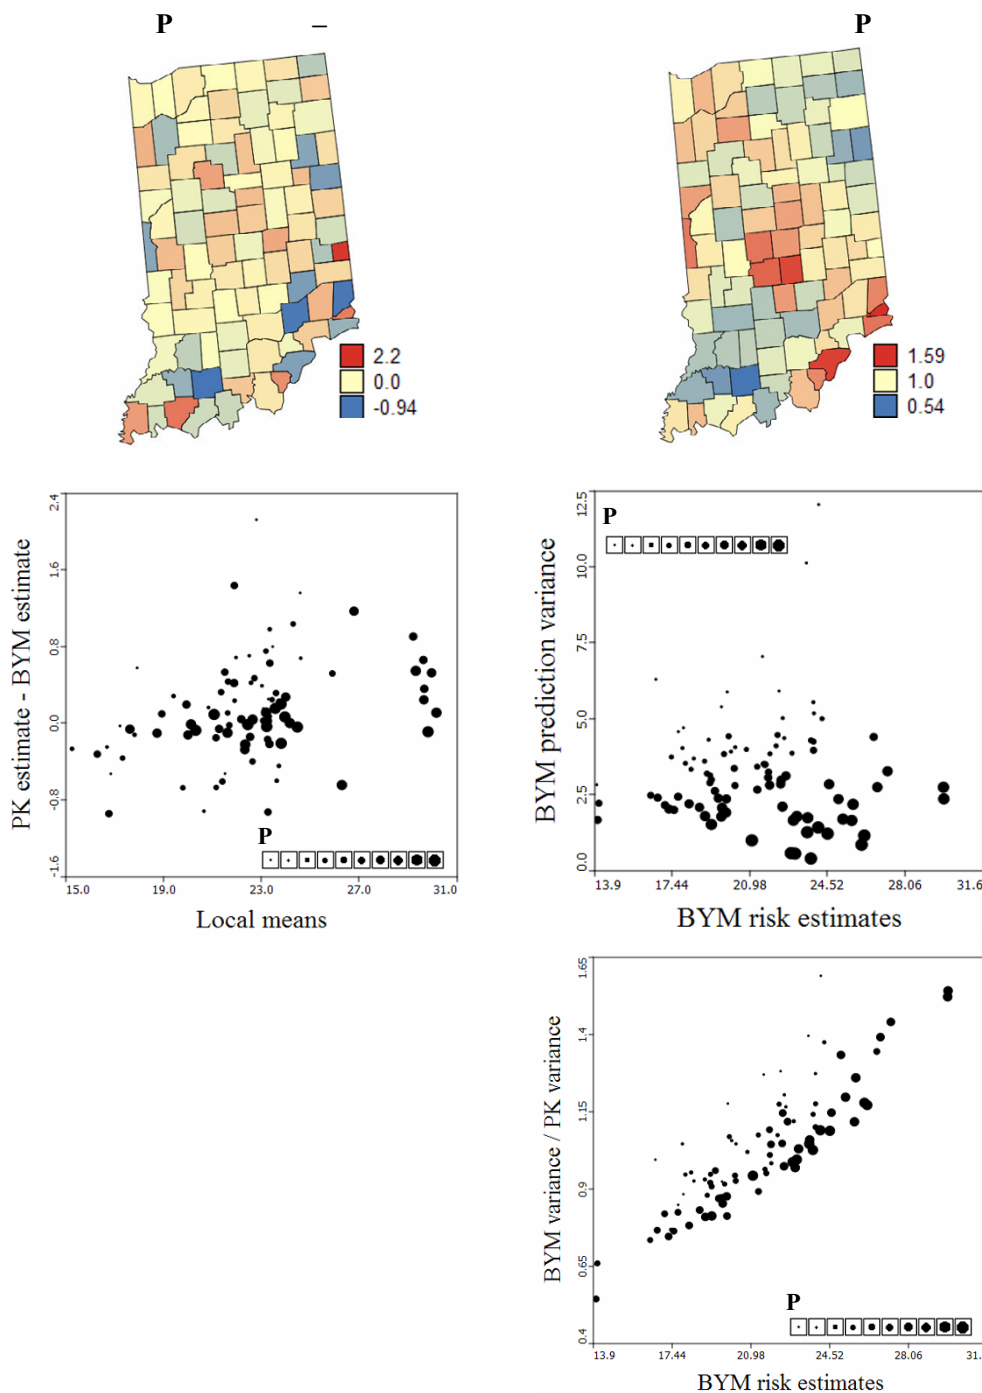 P –
P
2.2
0.0
-0.94
1.59
1.0
0.54
PK estimate - BYM estimate
2.4
1.6
0.8
0.0
-0.8
-1.6
P
15.0 19.0 23.0 27.0 31.0
Local means
BYM prediction variance
12.5
10.0
7.5
5.0
2.5
0.0
P
13.9 17.44 20.98 24.52 28.06 31.6
BYM risk estimates
BYM variance / PK variance
1.65
1.4
1.15
0.9
0.65
0.4
P
13.9 17.44 20.98 24.52 28.06 31.
BYM risk estimates